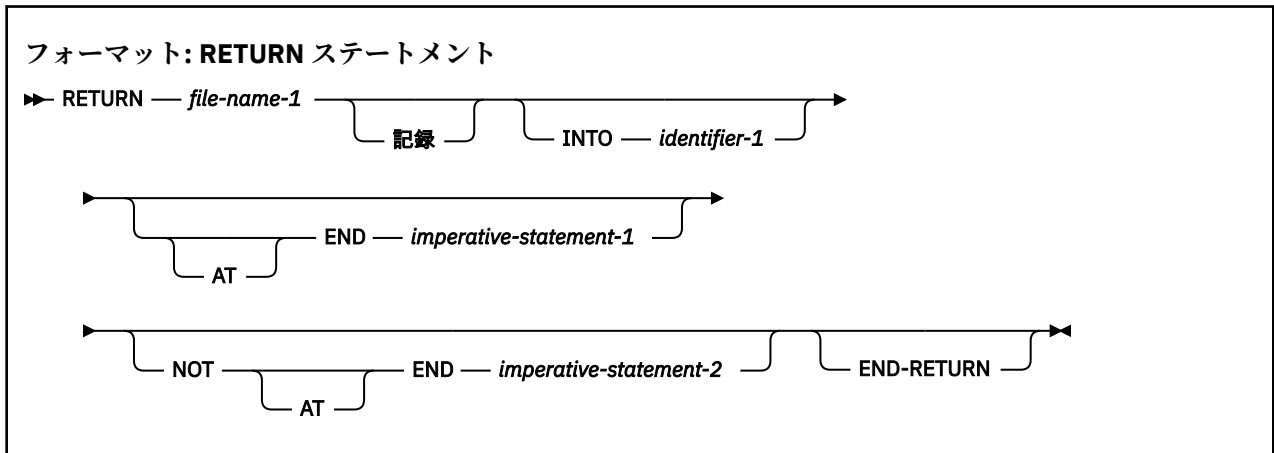 フォーマット: RETURN ステートメント
RETURN file-name-1
記録 INTO identifier-1
END imperative-statement-1
AT
NOT END imperative-statement-2 END-RETURN
AT